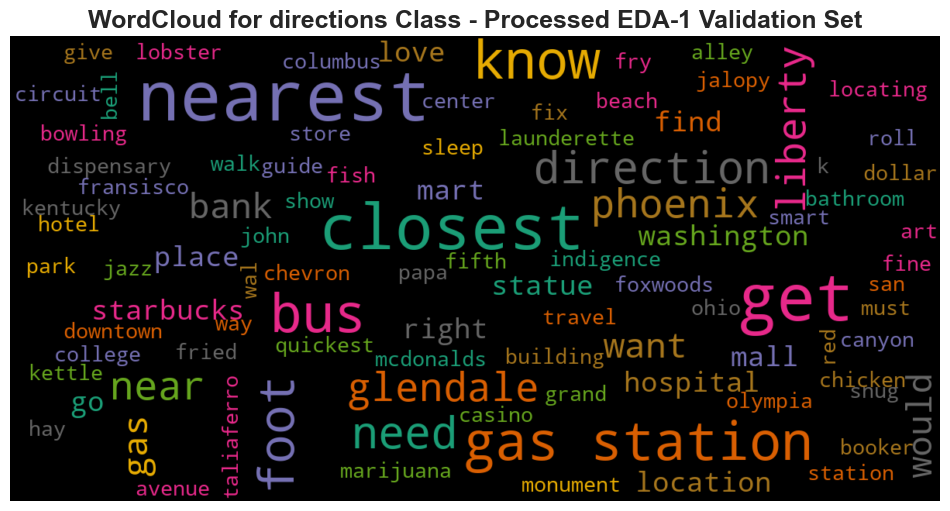 WordCloud for directions Class - Processed EDA-1 Validation Set
give lobster columbus love know fry alley
circuit bell nearest center fix beach jalopy liberty locating
bowling store sleep launderette find roll
dispensary walk guide fish mart direction k dollar
fransisco show phoenix smart bathroom
kentucky bank closest washington art
hotel john fifth indigence
park jazz place wal chevron papa statue foxwoods fine san
starbucks way bus right travel ohio get must
downtown quickest want red canyon
college fried mcdonalds building mall
kettle near foot glendale grand hospital chicken snug
go taliaferro casino olympia would
hay gas need gas station booker
marijuana station
avenue monument location